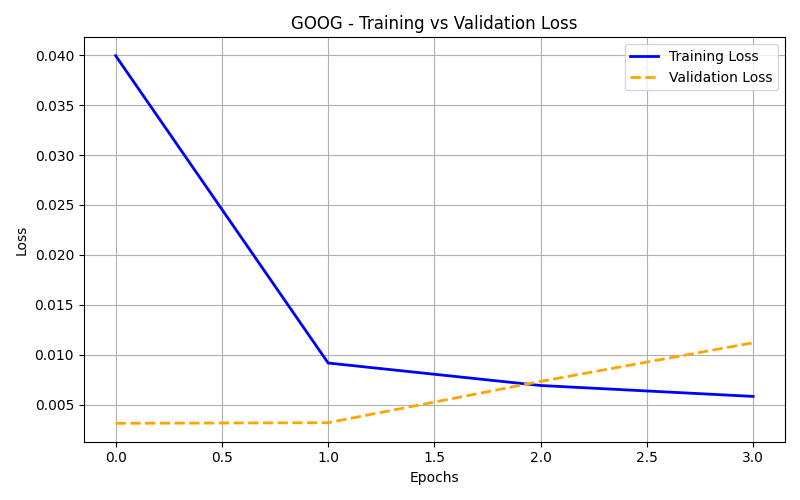 GOOG - Training vs Validation Loss
Training Loss
Validation Loss
0.040
0.035
0.030
0.025
0.020
0.015
0.010
0.005
Loss
0.0 0.5 1.0 1.5 2.0 2.5 3.0
Epochs